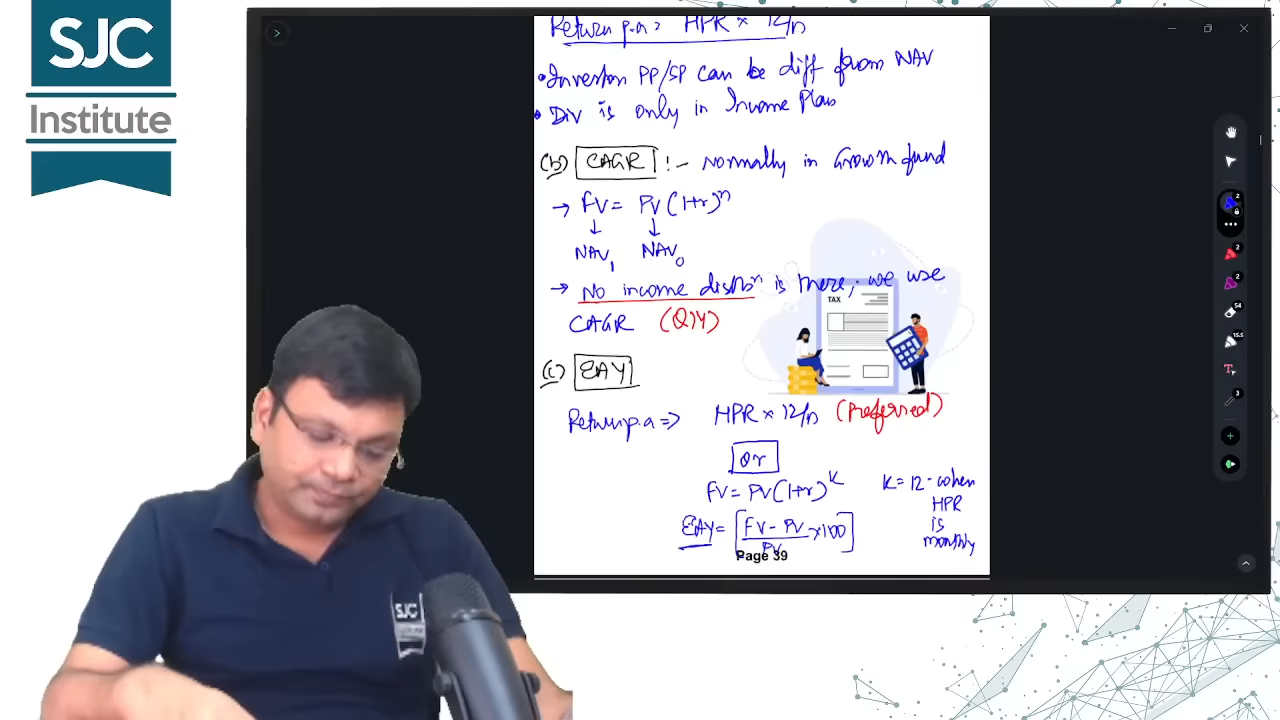 SJC
Institute
Return p.a = HPR × 12/n
• Investors PP/SP can be diff from NAV
• Div is only in Income Plan
(b) CAGR :- Normally in Growth fund
→ FV = PV(1+r)^n
↓ ↓
NAV1 NAV0
→ No income distbn is there, we use
CAGR (Q14)
TAX
(c) EAY
Return p.a => HPR × 12/n (Preferred)
Or
FV = PV(1+r)^K
K = 12 - when
HPR
is
monthly
EAY = [FV - PV/PV × 100]
Page 39
SJC